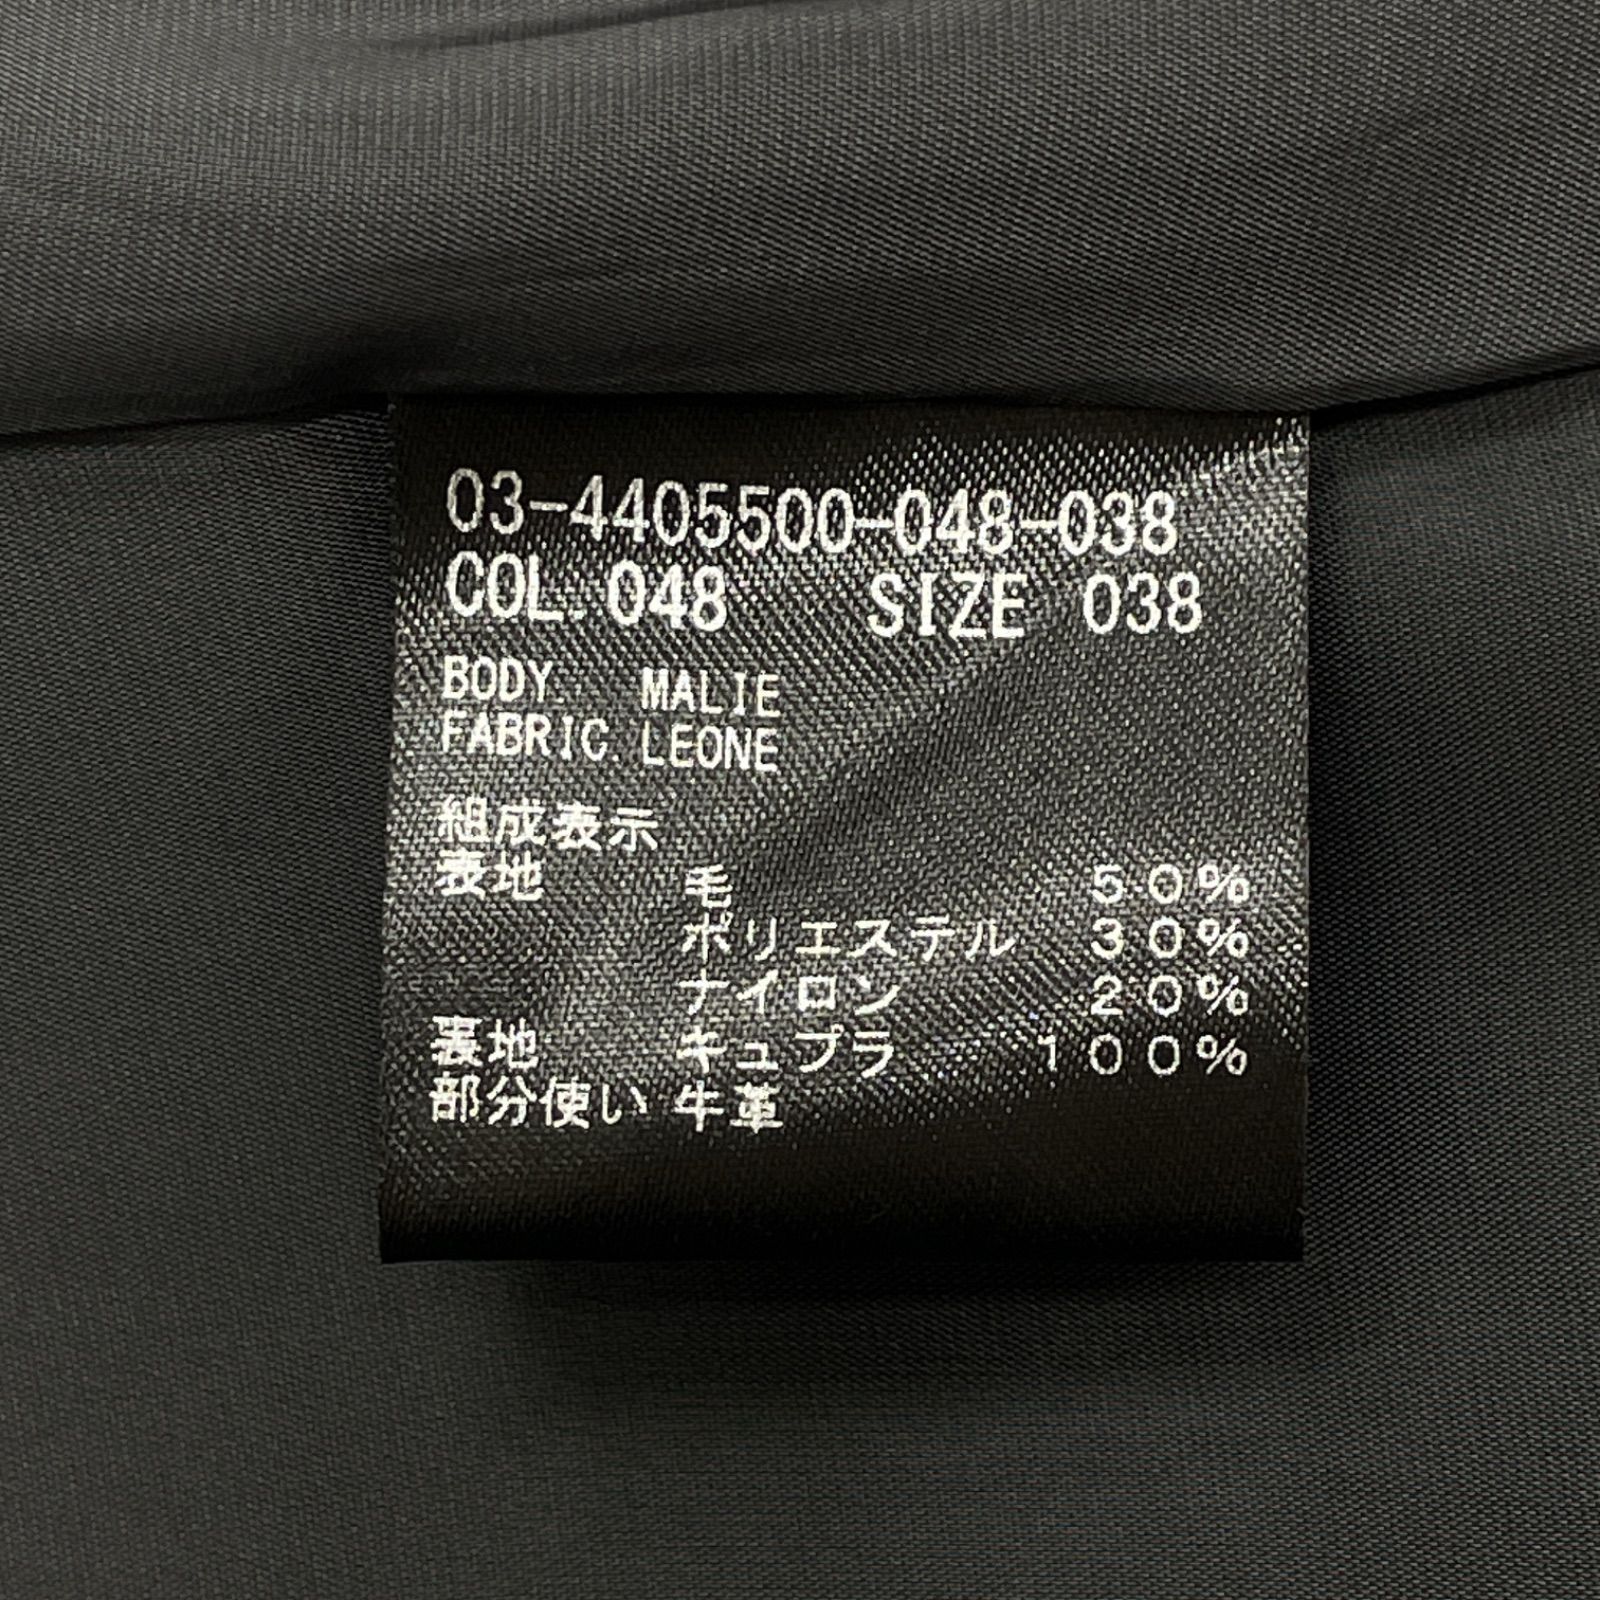 03-4405500-048-038
COL. 048 SIZE 038
BODY. MALIE
FABRIC. LEONE
組成表示
表地 毛 50%
ポリエステル 30%
ナイロン 20%
裏地 キュプラ 100%
部分使い 牛革